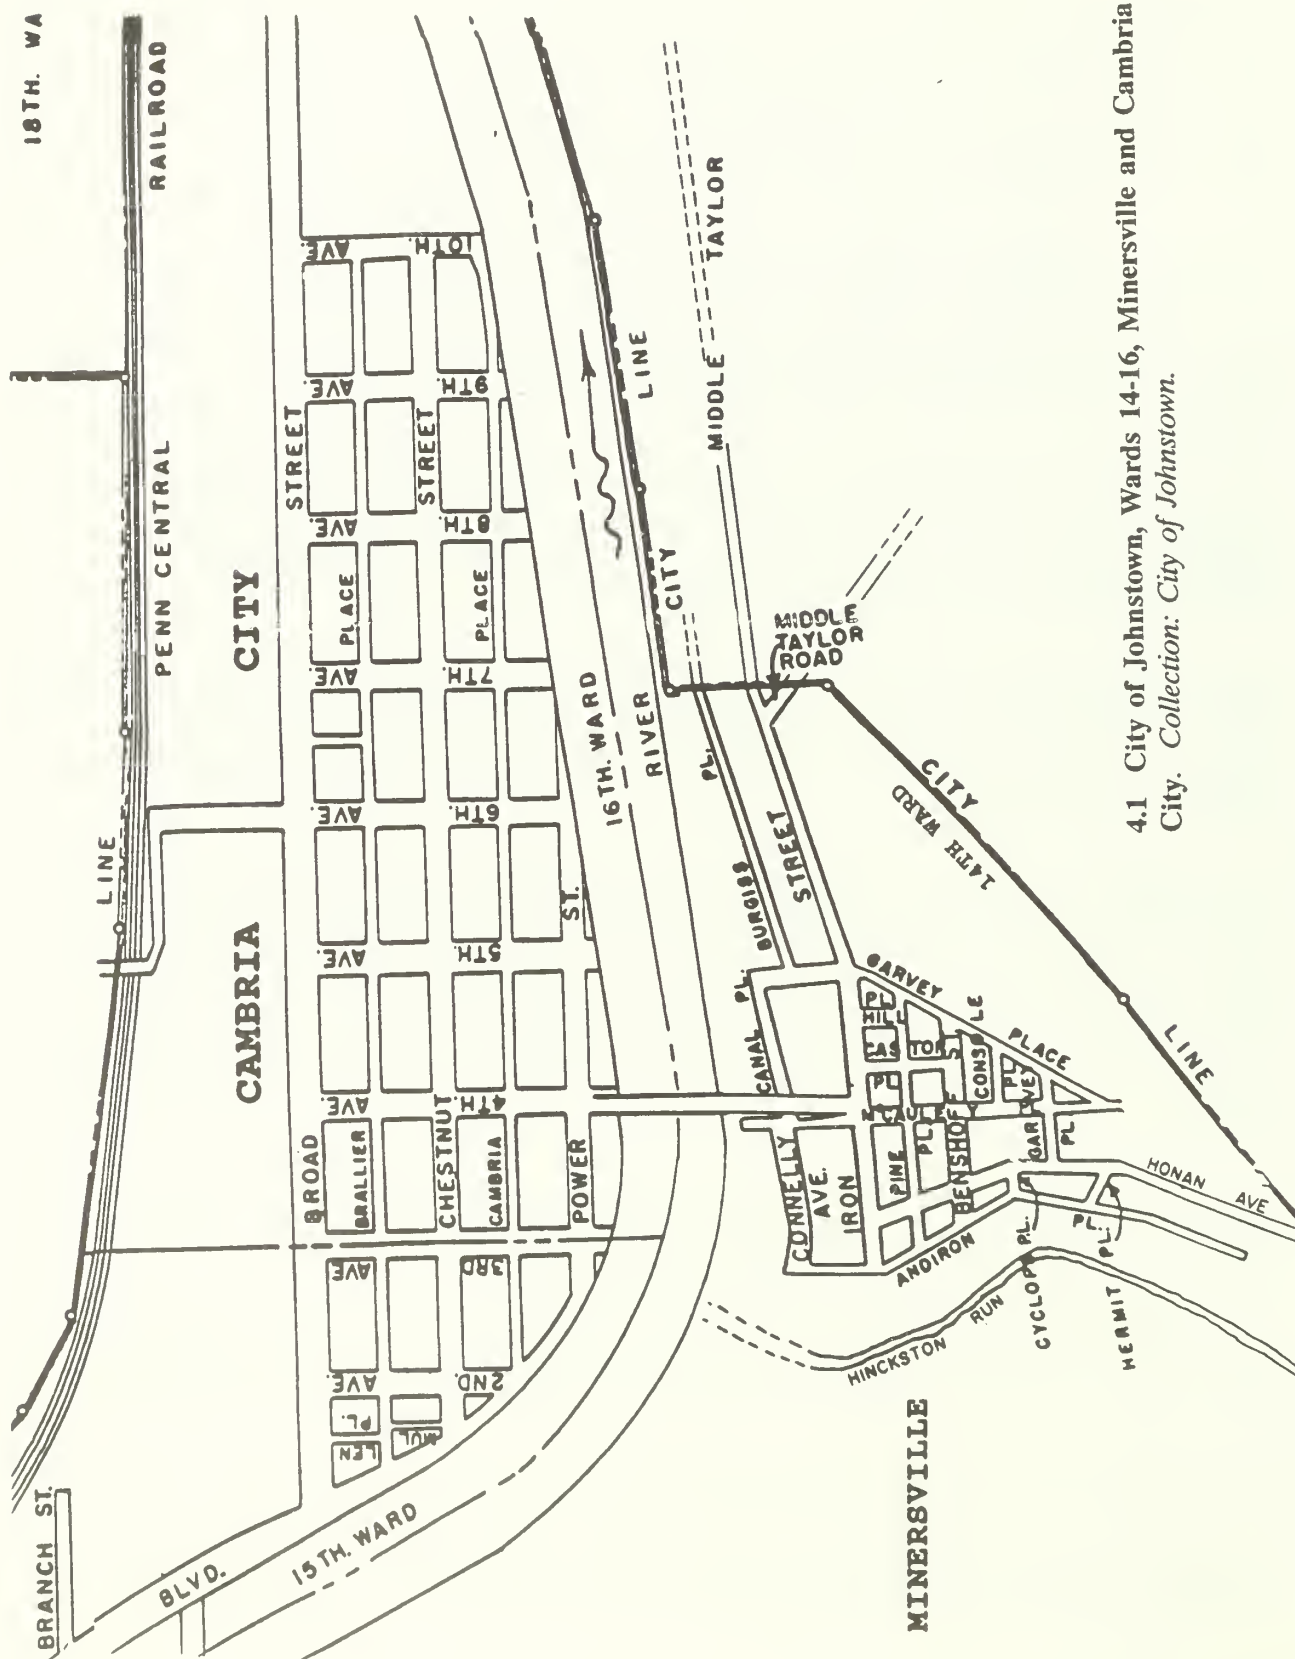 18TH. WA
RAILROAD
PENN CENTRAL
LINE
BRANCH ST.
CAMBRIA CITY
BROAD STREET
BRALLIER PLACE
CHESTNUT STREET
CAMBRIA PLACE
POWER ST.
10TH. AVE.
9TH. AVE.
8TH. AVE.
7TH. AVE.
6TH. AVE.
5TH. AVE.
4TH. AVE
3RD AVE
2ND. AVE.
PL.
LEN
MUL
BLVD.
15TH. WARD
16TH. WARD
RIVER
CITY LINE
MIDDLE TAYLOR
MIDDLE
TAYLOR
ROAD
BURGISS PL.
CANAL PL.
STREET
CONNELLY
AVE.
IRON
PINE
PL.
HILL
PL
PL
BENSHOFF
CONSOLE
GARVEY PLACE
GARVEY
PL
PL.
ANDIRON
PL.
CYCLOPS PL.
HERMIT PL.
HONAN AVE
HINCKSTON RUN
CITY LINE
14TH WARD
MINERSVILLE
4.1 City of Johnstown, Wards 14-16, Minersville and Cambria
City. Collection: City of Johnstown.